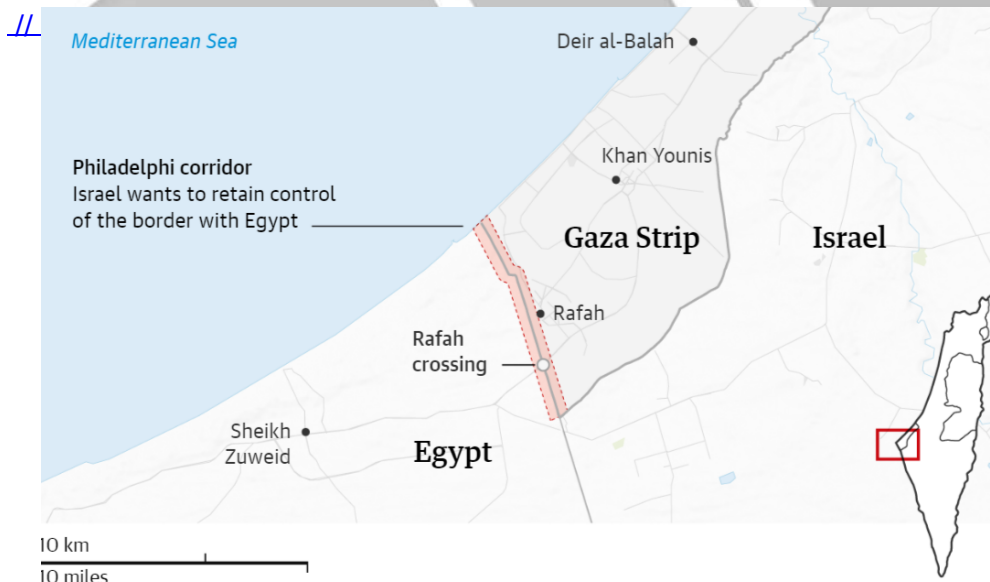 //
Mediterranean Sea
Deir al-Balah
Philadelphi corridor
Israel wants to retain control
of the border with Egypt
Khan Younis
Gaza Strip
Israel
Rafah
Rafah
crossing
Sheikh
Zuweid
Egypt
10 km
10 miles